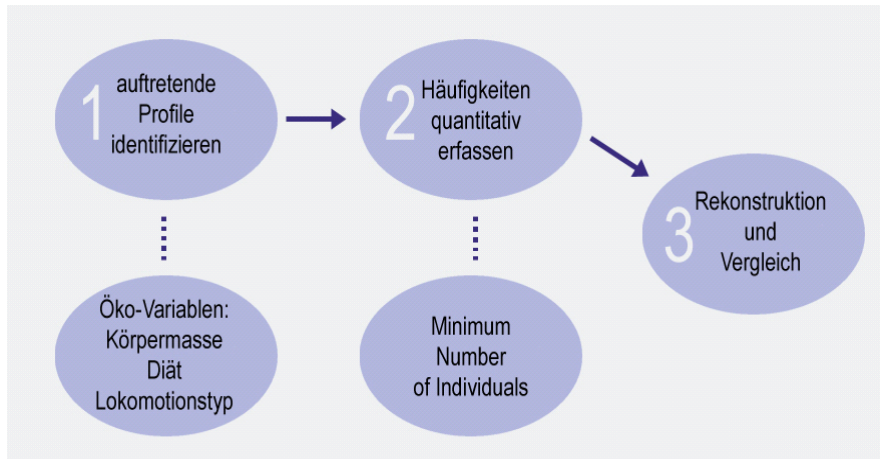 1
auftretende
Profile
identifizieren
2
Häufigkeiten
quantitativ
erfassen
3
Rekonstruktion
und
Vergleich
Öko-Variablen:
Körpermasse
Diät
Lokomotionstyp
Minimum
Number
of Individuals